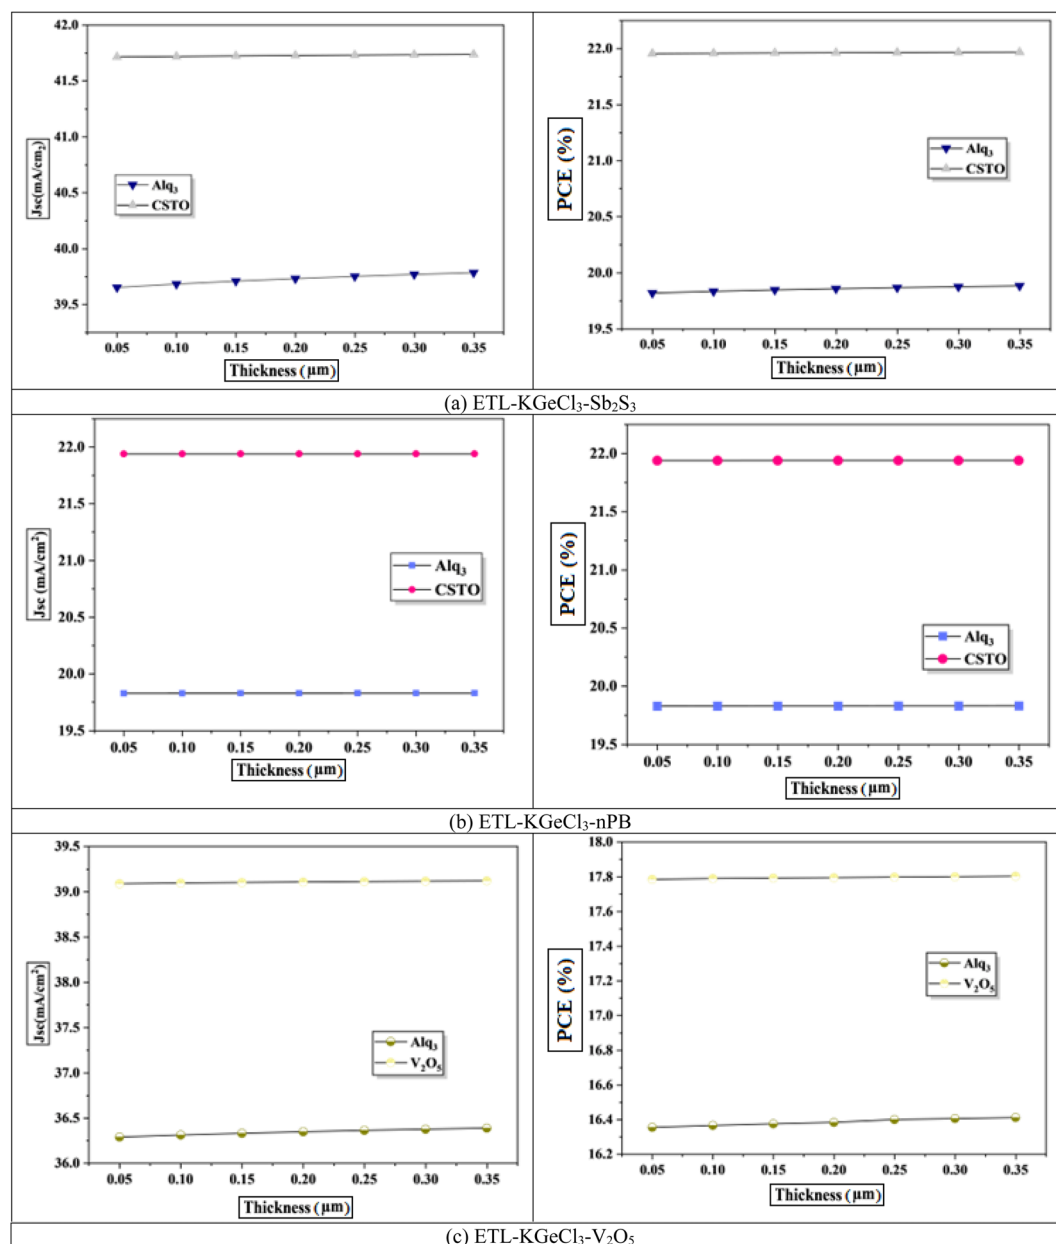 42.0
41.5
41.0
40.5
40.0
39.5
Jsc(mA/cm₂)
Alq₃
CSTO
0.05 0.10 0.15 0.20 0.25 0.30 0.35
Thickness (µm)
22.0
21.5
21.0
20.5
20.0
19.5
PCE (%)
Alq₃
CSTO
0.05 0.10 0.15 0.20 0.25 0.30 0.35
Thickness (µm)
(a) ETL-KGeCl₃-Sb₂S₃
22.0
21.5
21.0
20.5
20.0
19.5
Jsc (mA/cm²)
Alq₃
CSTO
0.05 0.10 0.15 0.20 0.25 0.30 0.35
Thickness (µm)
22.0
21.5
21.0
20.5
20.0
19.5
PCE (%)
Alq₃
CSTO
0.05 0.10 0.15 0.20 0.25 0.30 0.35
Thickness (µm)
(b) ETL-KGeCl₃-nPB
39.5
39.0
38.5
38.0
37.5
37.0
36.5
36.0
Jsc(mA/cm²)
Alq₃
V₂O₅
0.05 0.10 0.15 0.20 0.25 0.30 0.35
Thickness (µm)
18.0
17.8
17.6
17.4
17.2
17.0
16.8
16.6
16.4
16.2
PCE (%)
Alq₃
V₂O₅
0.05 0.10 0.15 0.20 0.25 0.30 0.35
Thickness (µm)
(c) ETL-KGeCl₃-V₂O₅